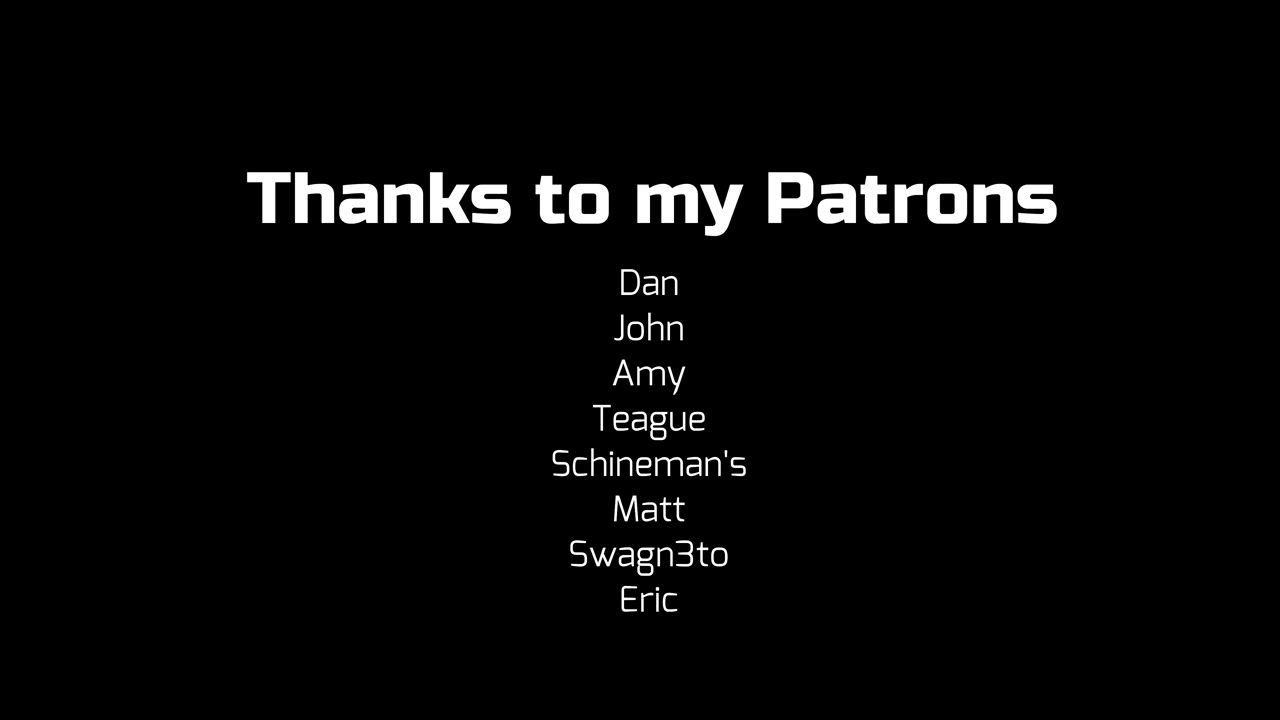 Thanks to my Patrons
Dan
John
Amy
Teague
Schineman's
Matt
Swagn3to
Eric